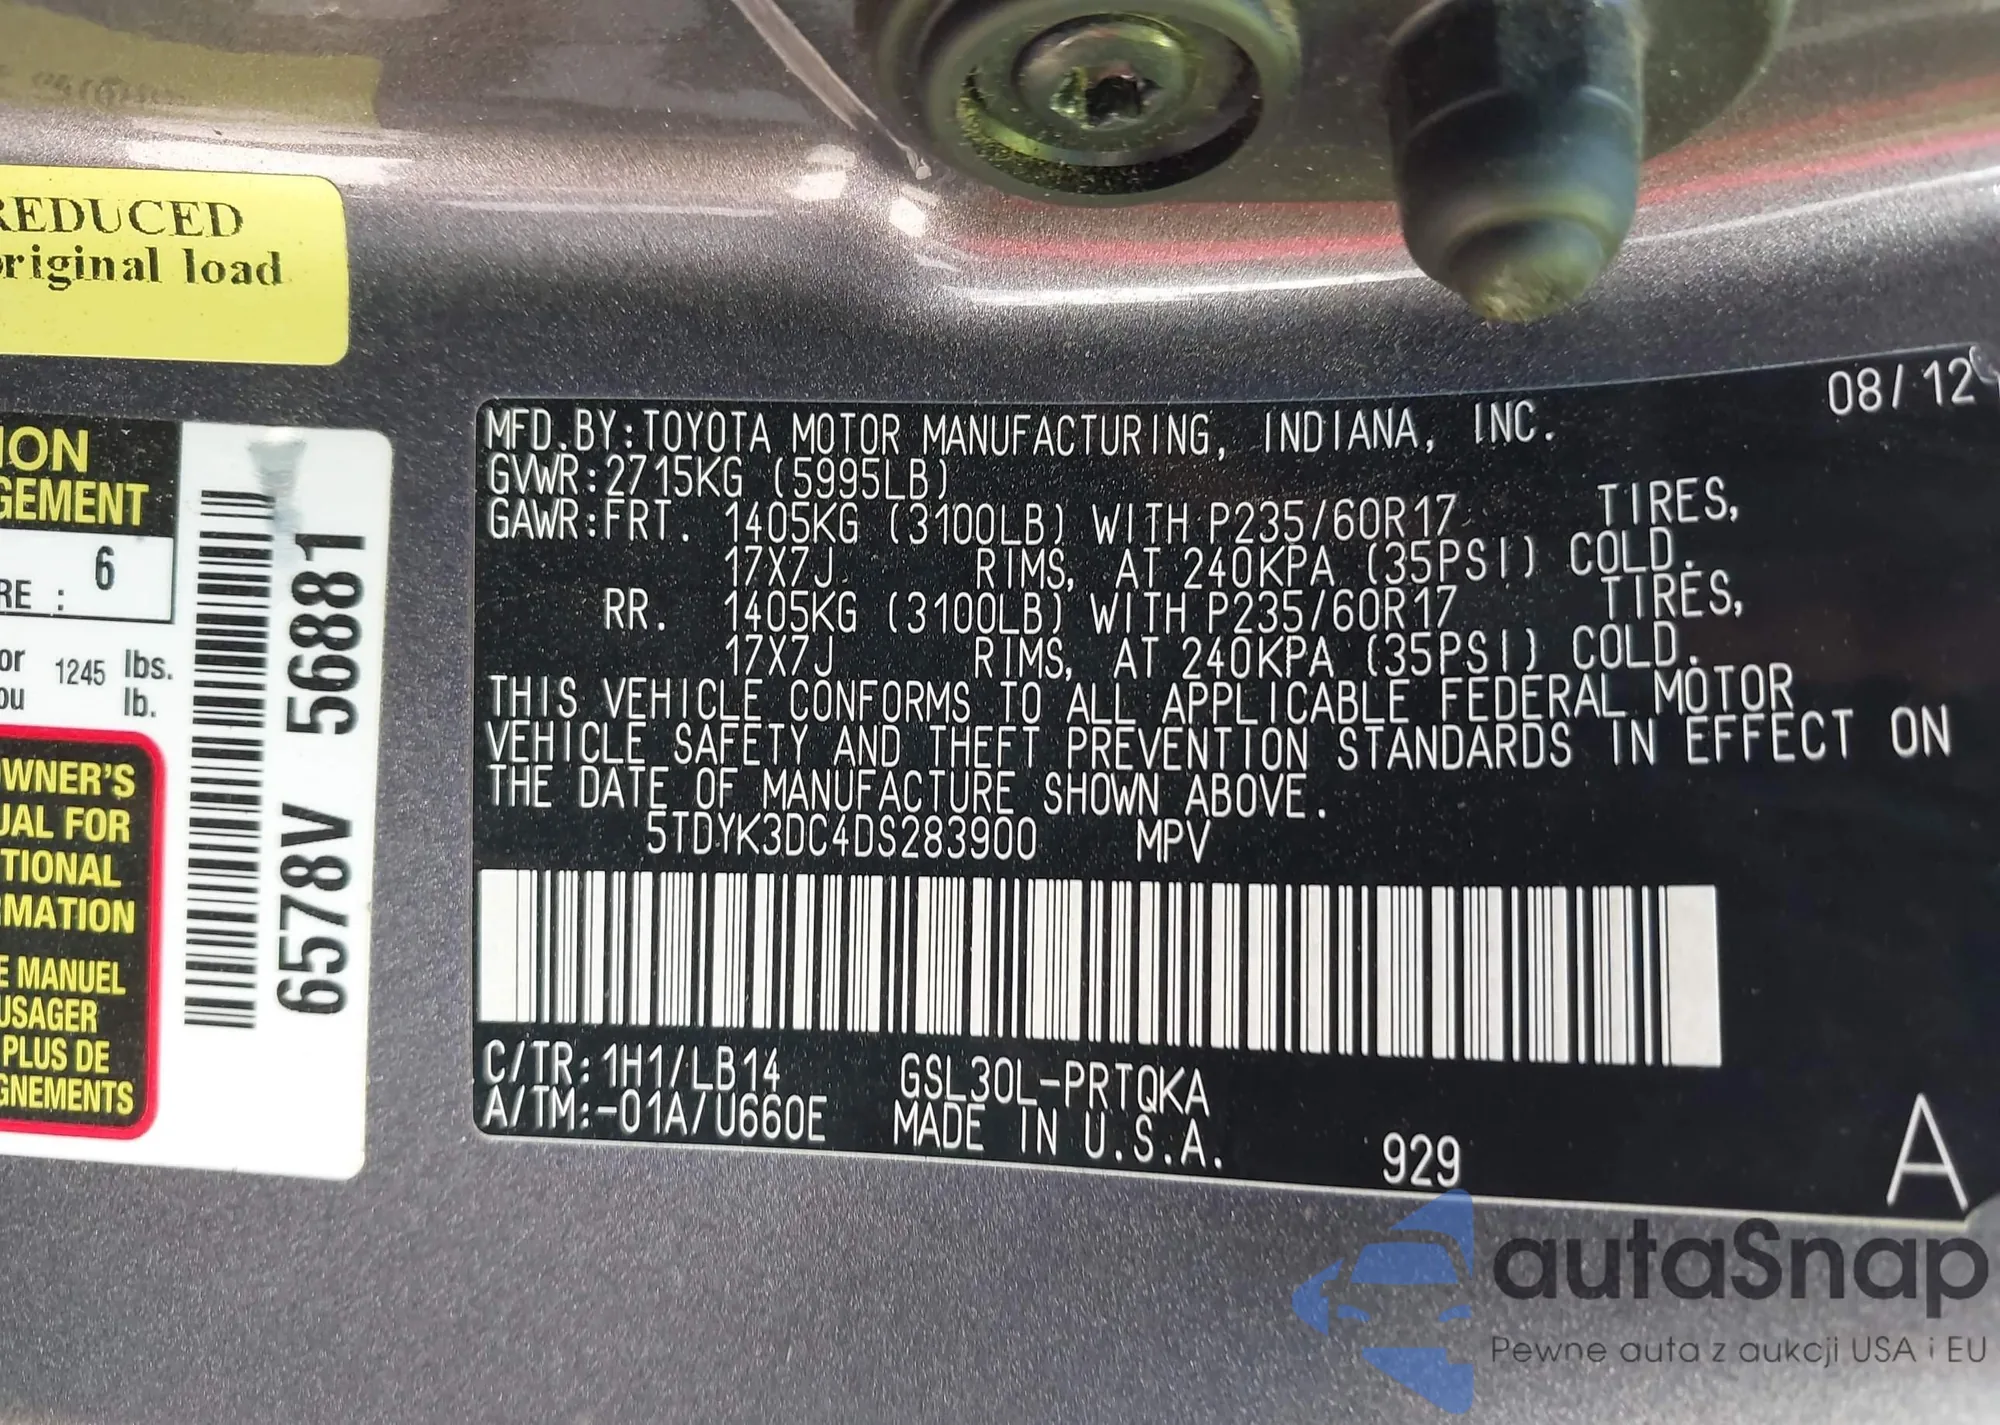 REDUCED
original load
ION
GEMENT
RE : 6
or 1245 lbs.
ou lb.
OWNER'S
UAL FOR
TIONAL
RMATION
E MANUEL
USAGER
PLUS DE
GNEMENTS
6578V 56881
08/12
MFD.BY:TOYOTA MOTOR MANUFACTURING, INDIANA, INC.
GVWR:2715KG (5995LB)
GAWR:FRT. 1405KG (3100LB) WITH P235/60R17 TIRES,
17X7J RIMS, AT 240KPA (35PSI) COLD.
RR. 1405KG (3100LB) WITH P235/60R17 TIRES,
17X7J RIMS, AT 240KPA (35PSI) COLD.
THIS VEHICLE CONFORMS TO ALL APPLICABLE FEDERAL MOTOR
VEHICLE SAFETY AND THEFT PREVENTION STANDARDS IN EFFECT ON
THE DATE OF MANUFACTURE SHOWN ABOVE.
5TDYK3DC4DS283900 MPV
C/TR:1H1/LB14 GSL30L-PRTQKA
A/TM:-01A/U660E MADE IN U.S.A.
929
A
autaSnap
Pewne auta z aukcji USA i EU